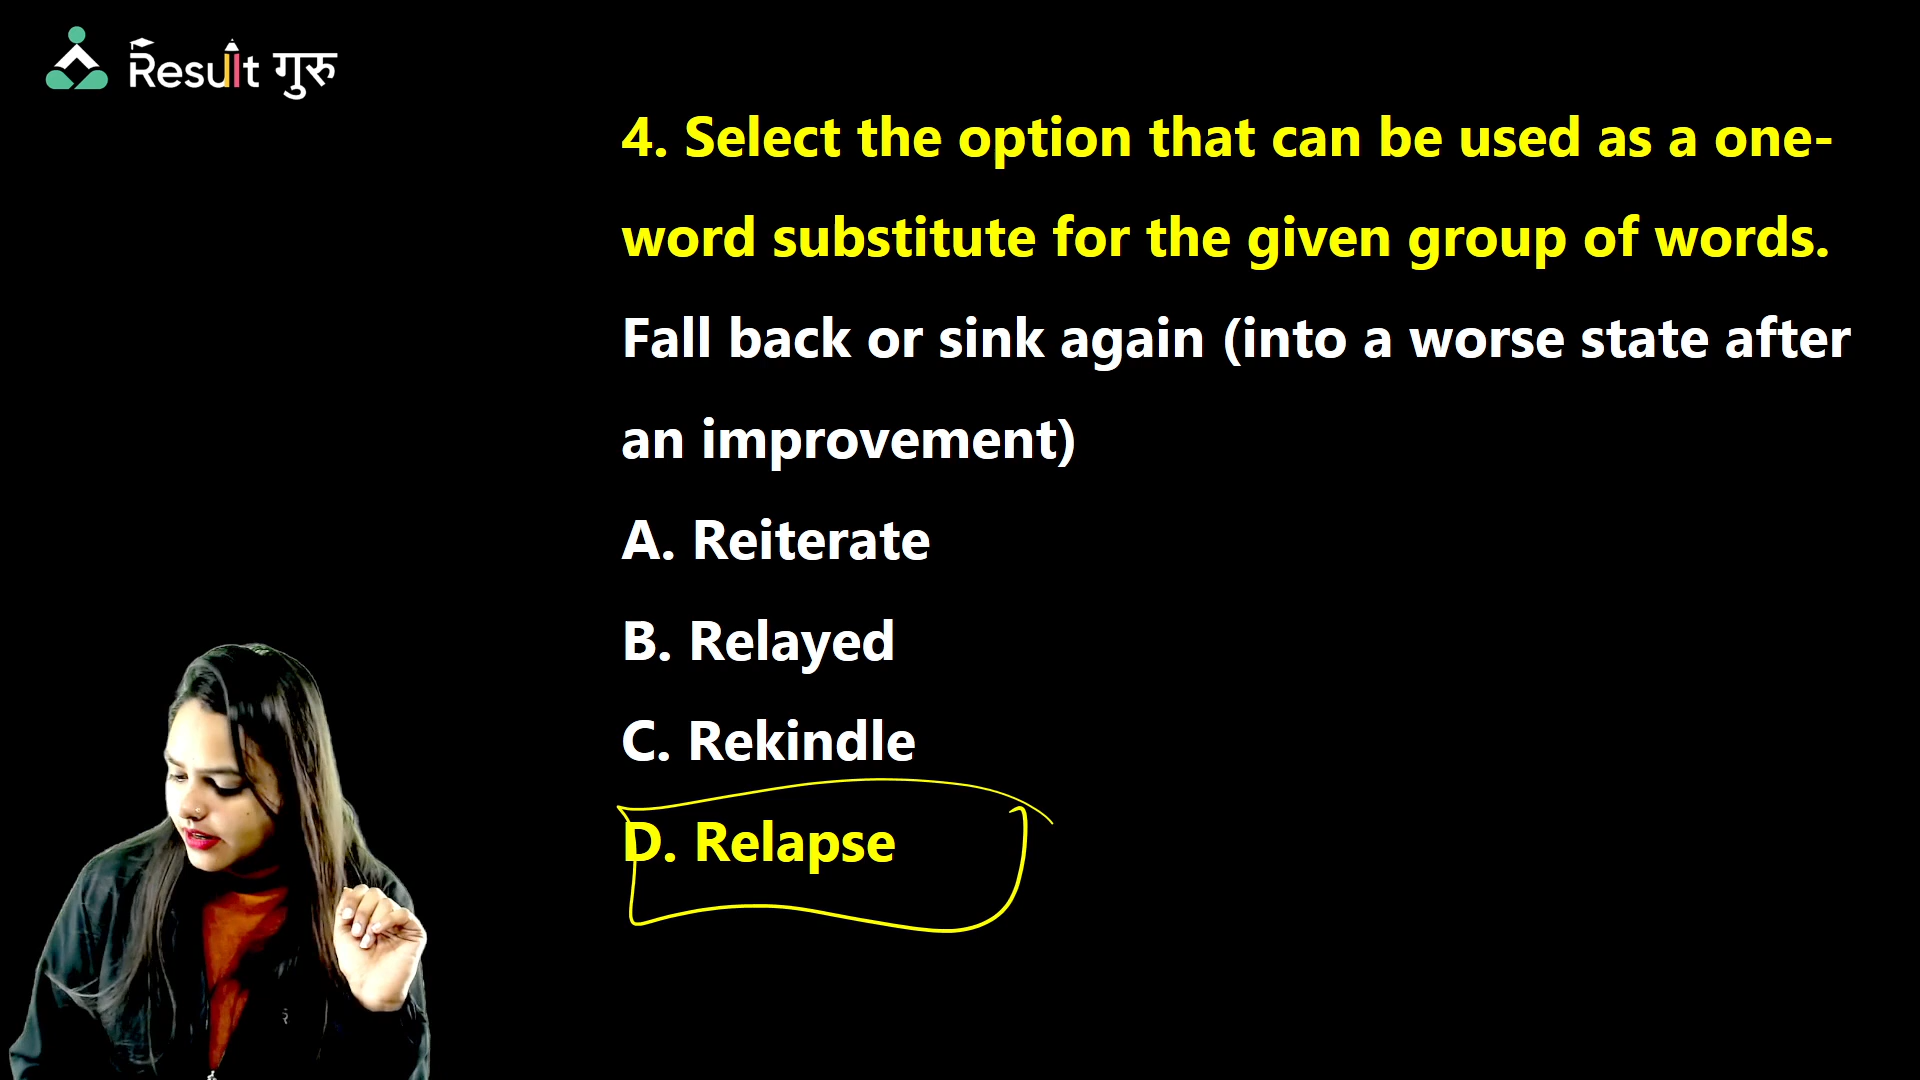 Result गुरु
4. Select the option that can be used as a one-
word substitute for the given group of words.
Fall back or sink again (into a worse state after
an improvement)
A. Reiterate
B. Relayed
C. Rekindle
D. Relapse